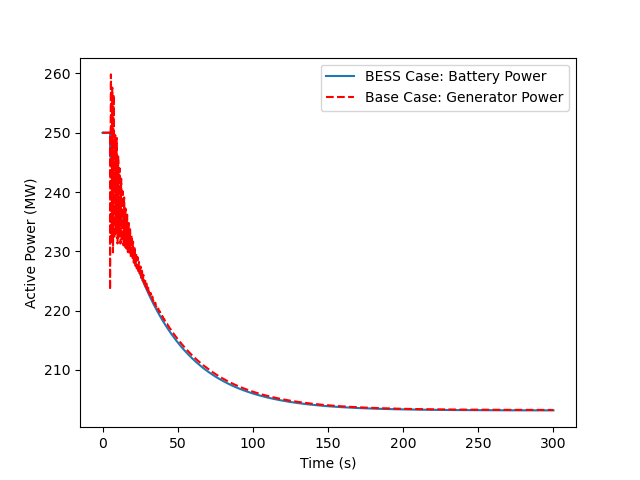 BESS Case: Battery Power
Base Case: Generator Power
Active Power (MW)
260
250
240
230
220
210
0 50 100 150 200 250 300
Time (s)